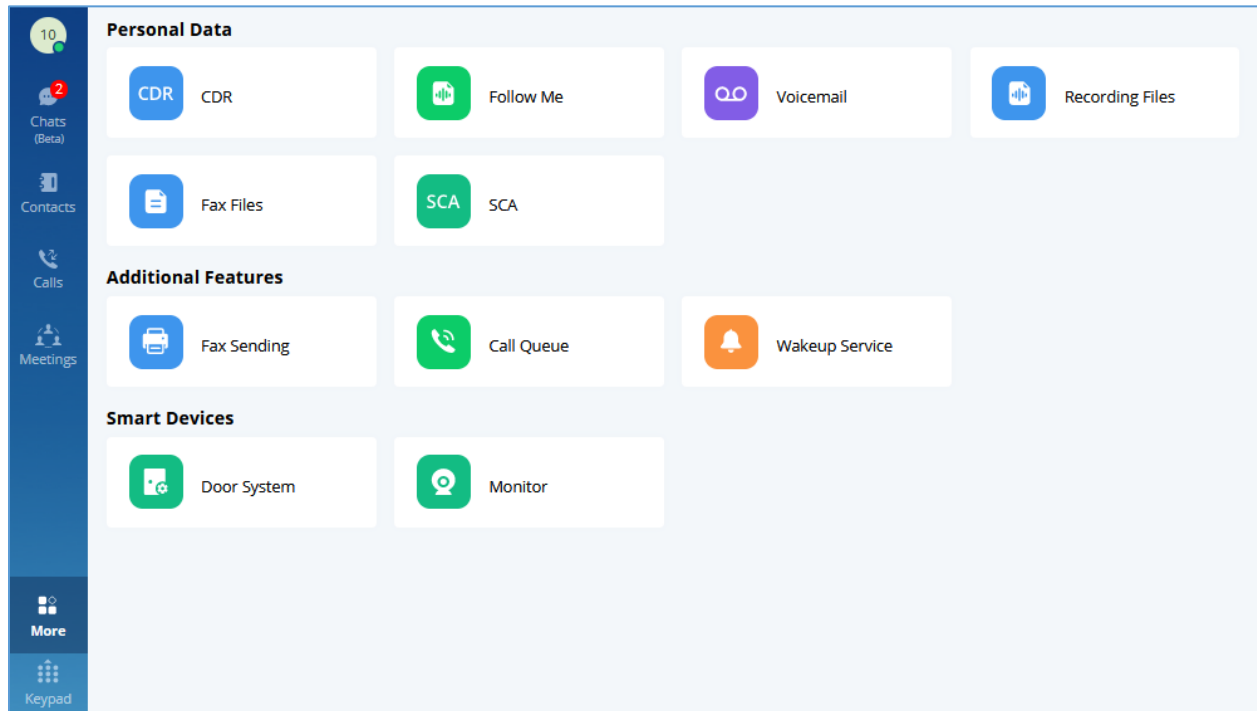 10
2
Chats
(Beta)
Contacts
Calls
Meetings
More
Keypad
Personal Data
CDR CDR
Follow Me
Voicemail
Recording Files
Fax Files
SCA SCA
Additional Features
Fax Sending
Call Queue
Wakeup Service
Smart Devices
Door System
Monitor